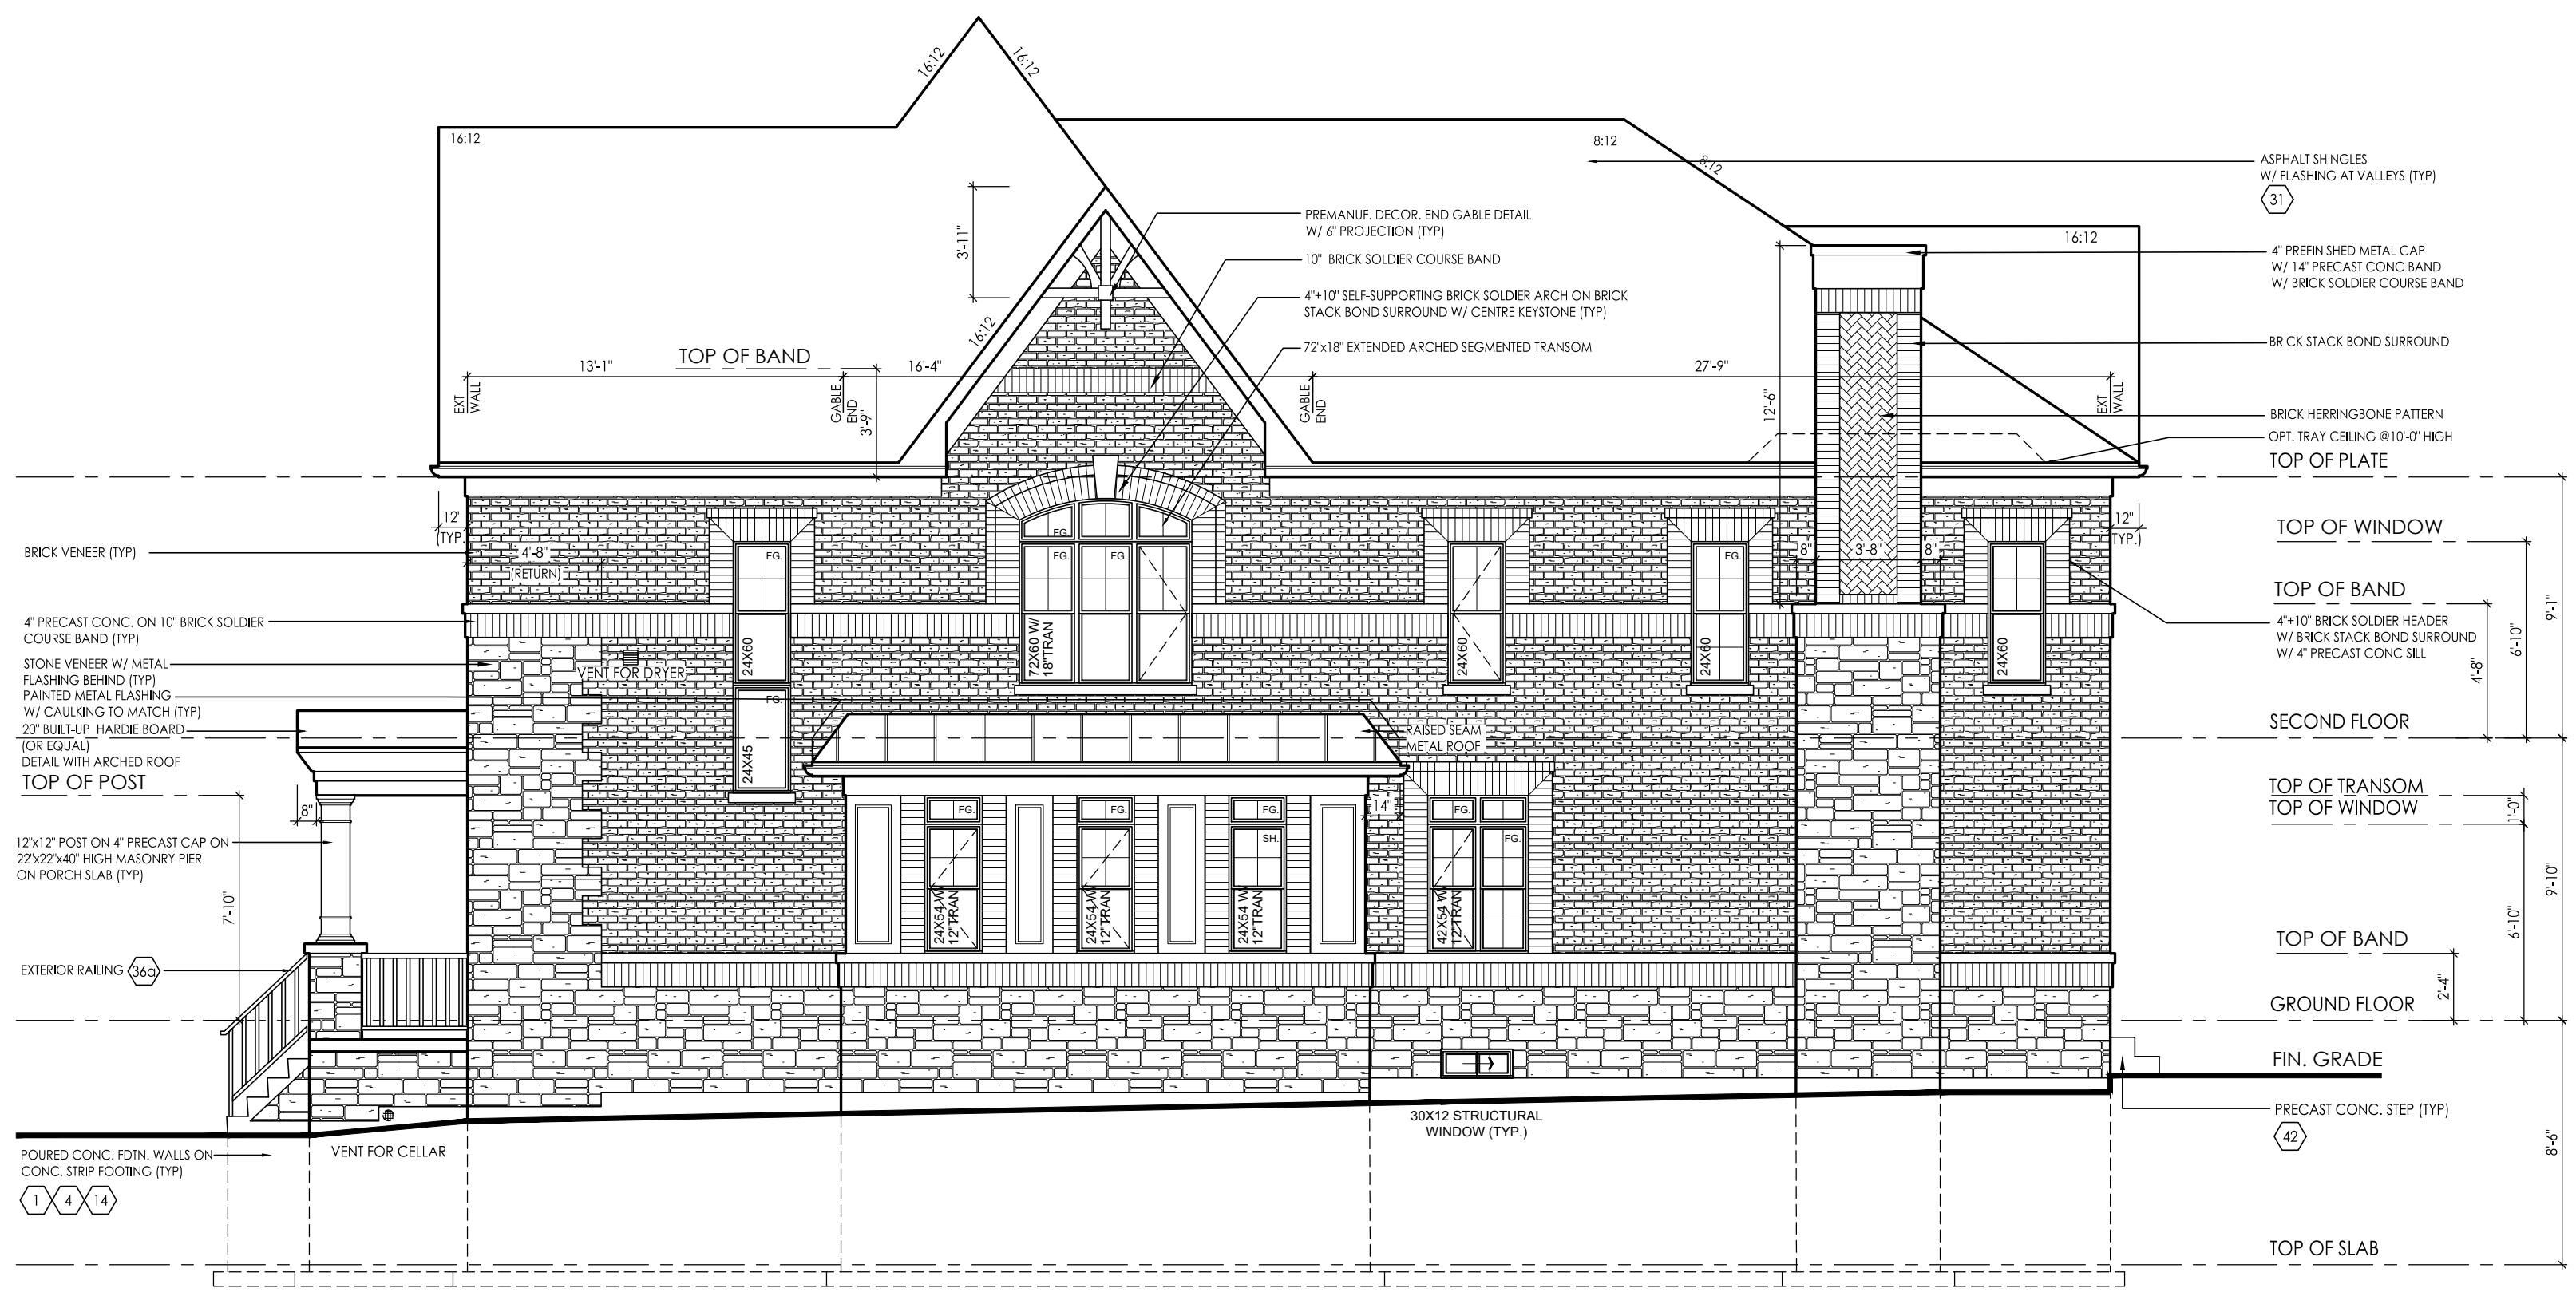 16:12
16:12
16:12
8:12
8:12
16:12
16:12
ASPHALT SHINGLES
W/ FLASHING AT VALLEYS (TYP)
31
PREMANUF. DECOR. END GABLE DETAIL
W/ 6" PROJECTION (TYP)
3'-11"
10" BRICK SOLDIER COURSE BAND
4" PREFINISHED METAL CAP
W/ 14" PRECAST CONC BAND
W/ BRICK SOLDIER COURSE BAND
4"+10" SELF-SUPPORTING BRICK SOLDIER ARCH ON BRICK
STACK BOND SURROUND W/ CENTRE KEYSTONE (TYP)
72"x18" EXTENDED ARCHED SEGMENTED TRANSOM
BRICK STACK BOND SURROUND
TOP OF BAND
13'-1"
16'-4"
27'-9"
EXT
WALL
GABLE
END
3'-9"
GABLE
END
12'-6"
EXT
WALL
BRICK HERRINGBONE PATTERN
OPT. TRAY CEILING @10'-0" HIGH
TOP OF PLATE
12"
(TYP.
12"
TYP.)
TOP OF WINDOW
BRICK VENEER (TYP)
4'-8"
(RETURN)
FG.
FG.
FG.
FG.
FG.
8"
3'-8"
8"
TOP OF BAND
9'-1"
6'-10"
4'-8"
4" PRECAST CONC. ON 10" BRICK SOLDIER
COURSE BAND (TYP)
4"+10" BRICK SOLDIER HEADER
W/ BRICK STACK BOND SURROUND
W/ 4" PRECAST CONC SILL
STONE VENEER W/ METAL
FLASHING BEHIND (TYP)
VENT FOR DRYER
24X60
72X60 W/
18"TRAN
24X60
24X60
24X60
PAINTED METAL FLASHING
W/ CAULKING TO MATCH (TYP)
FG.
20" BUILT-UP HARDIE BOARD
(OR EQUAL)
DETAIL WITH ARCHED ROOF
SECOND FLOOR
RAISED SEAM
METAL ROOF
24X45
TOP OF POST
TOP OF TRANSOM
TOP OF WINDOW
1'-0"
8"
FG.
FG.
FG.
14"
FG.
SH.
FG.
12"x12" POST ON 4" PRECAST CAP ON
22"x22"x40" HIGH MASONRY PIER
ON PORCH SLAB (TYP)
7'-10"
24X54 W/
12"TRAN
24X54 W/
12"TRAN
24X54 W/
12"TRAN
42X54 W/
12"TRAN
9'-10"
6'-10"
TOP OF BAND
EXTERIOR RAILING
36a
2'-4"
GROUND FLOOR
FIN. GRADE
30X12 STRUCTURAL
WINDOW (TYP.)
PRECAST CONC. STEP (TYP)
42
8'-6"
VENT FOR CELLAR
POURED CONC. FDTN. WALLS ON
CONC. STRIP FOOTING (TYP)
1
4
14
TOP OF SLAB